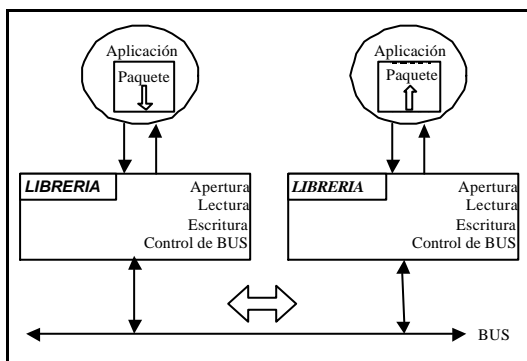 Aplicación
Paquete
LIBRERIA
Apertura
Lectura
Escritura
Control de BUS
Aplicación
Paquete
LIBRERIA
Apertura
Lectura
Escritura
Control de BUS
BUS